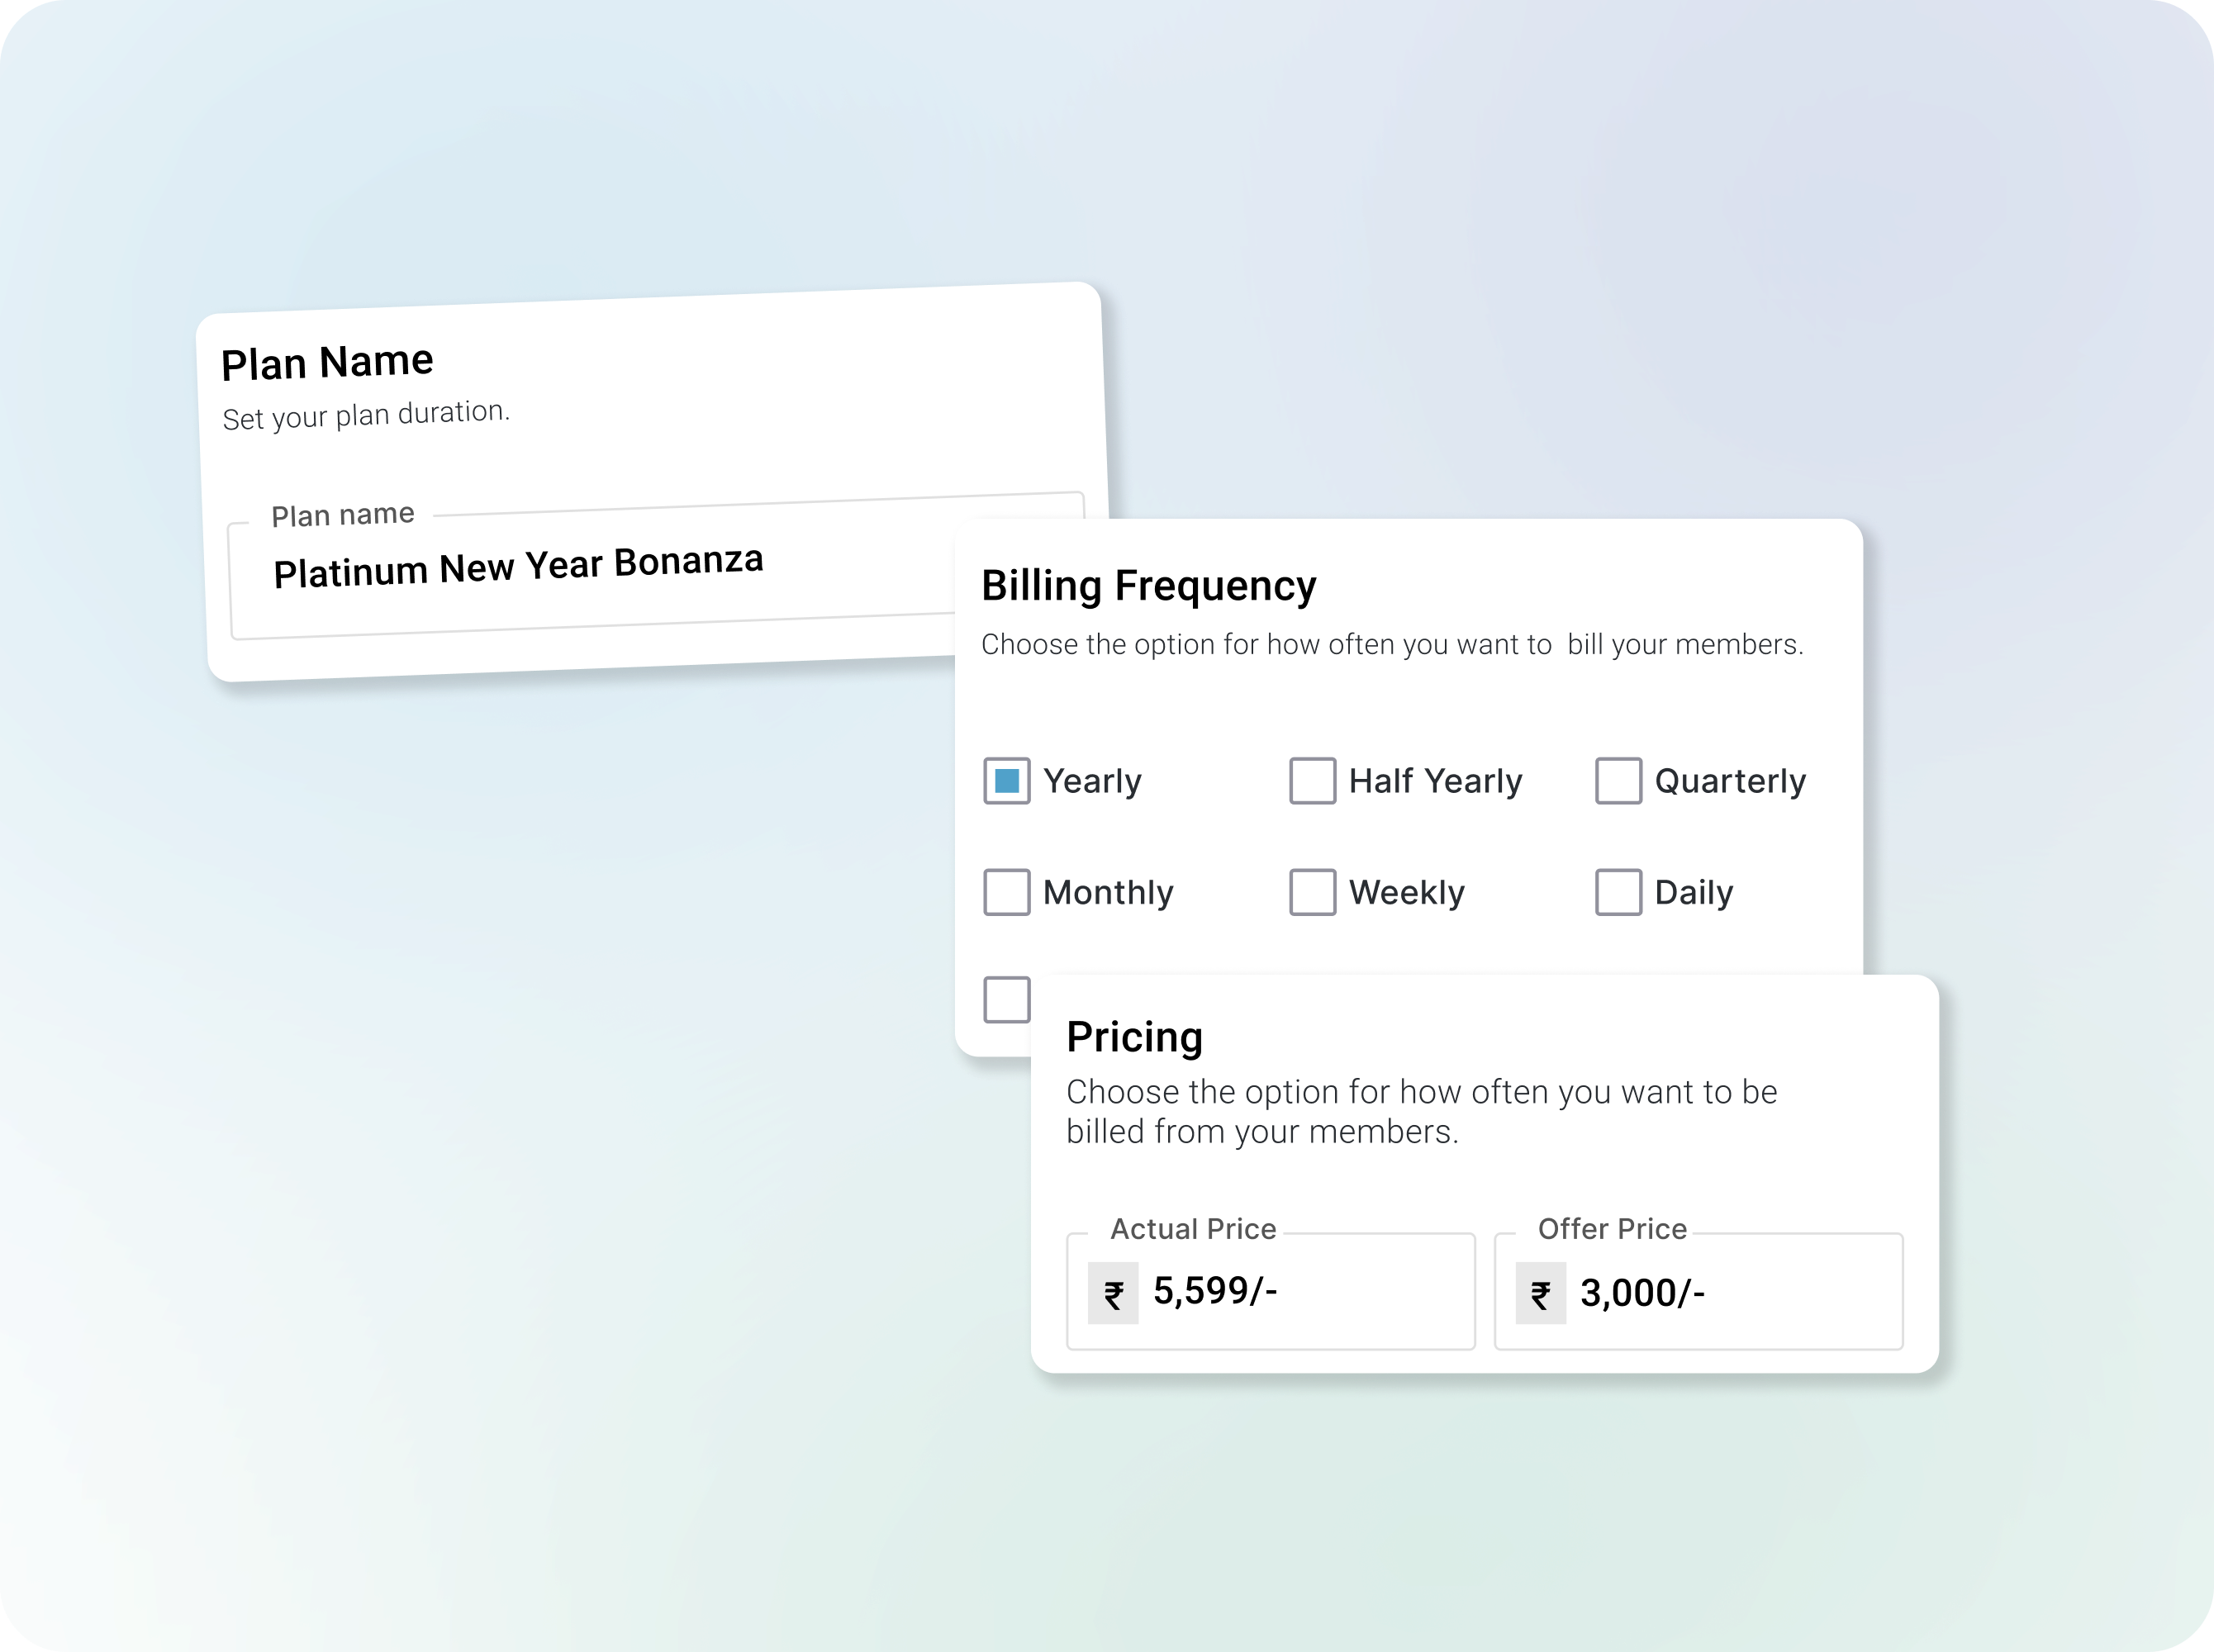 Plan Name
Set your plan duration.
Plan name
Platinum New Year Bonanza
Billing Frequency
Choose the option for how often you want to  bill your members.
Yearly
Half Yearly
Quarterly
Monthly
Weekly
Daily
Pricing
Choose the option for how often you want to be
billed from your members.
Actual Price
₹ 5,599/-
Offer Price
₹ 3,000/-